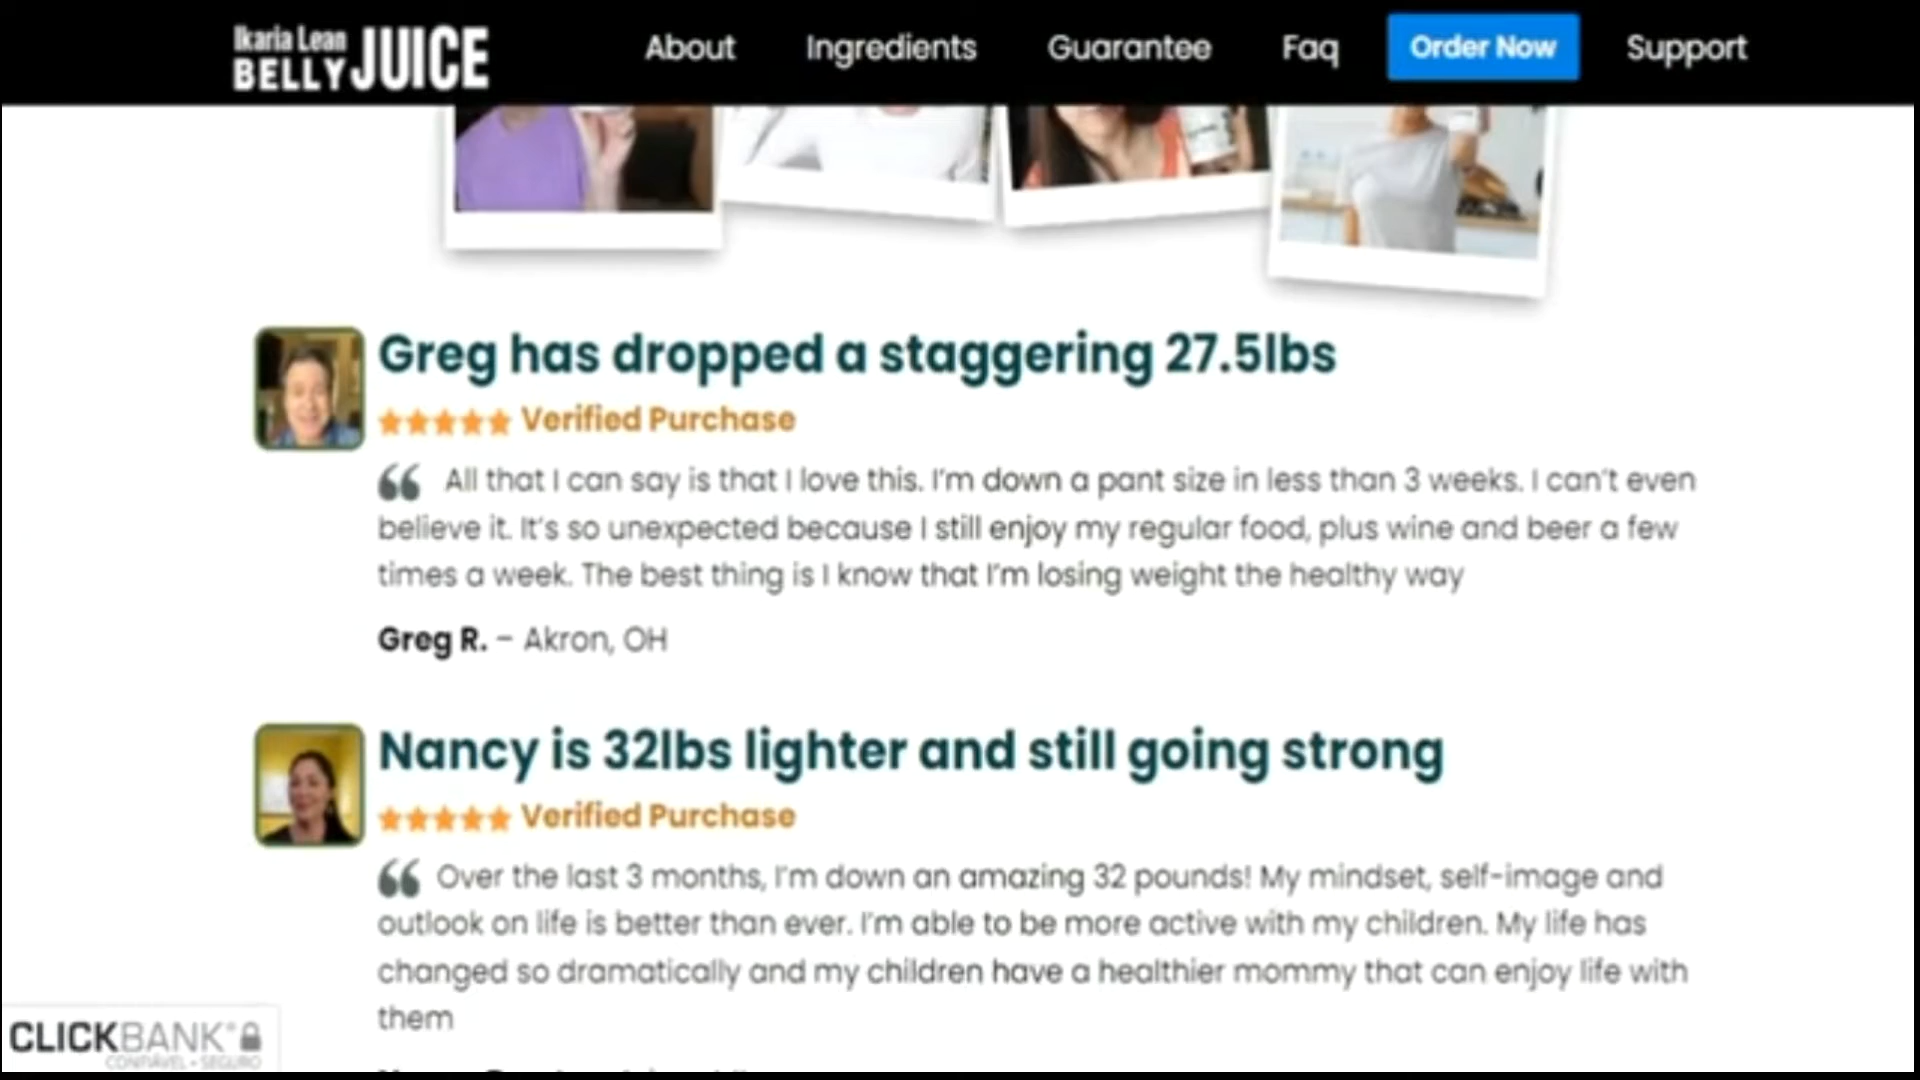 Ikaria Lean
BELLY JUICE
About
Ingredients
Guarantee
Faq
Order Now
Support
Greg has dropped a staggering 27.5lbs
Verified Purchase
“ All that I can say is that I love this. I'm down a pant size in less than 3 weeks. I can't even
believe it. It's so unexpected because I still enjoy my regular food, plus wine and beer a few
times a week. The best thing is I know that I'm losing weight the healthy way
Greg R. – Akron, OH
Nancy is 32lbs lighter and still going strong
Verified Purchase
“ Over the last 3 months, I'm down an amazing 32 pounds! My mindset, self-image and
outlook on life is better than ever. I'm able to be more active with my children. My life has
changed so dramatically and my children have a healthier mommy that can enjoy life with
them
CLICKBANK®
CONFIÁVEL • SEGURO